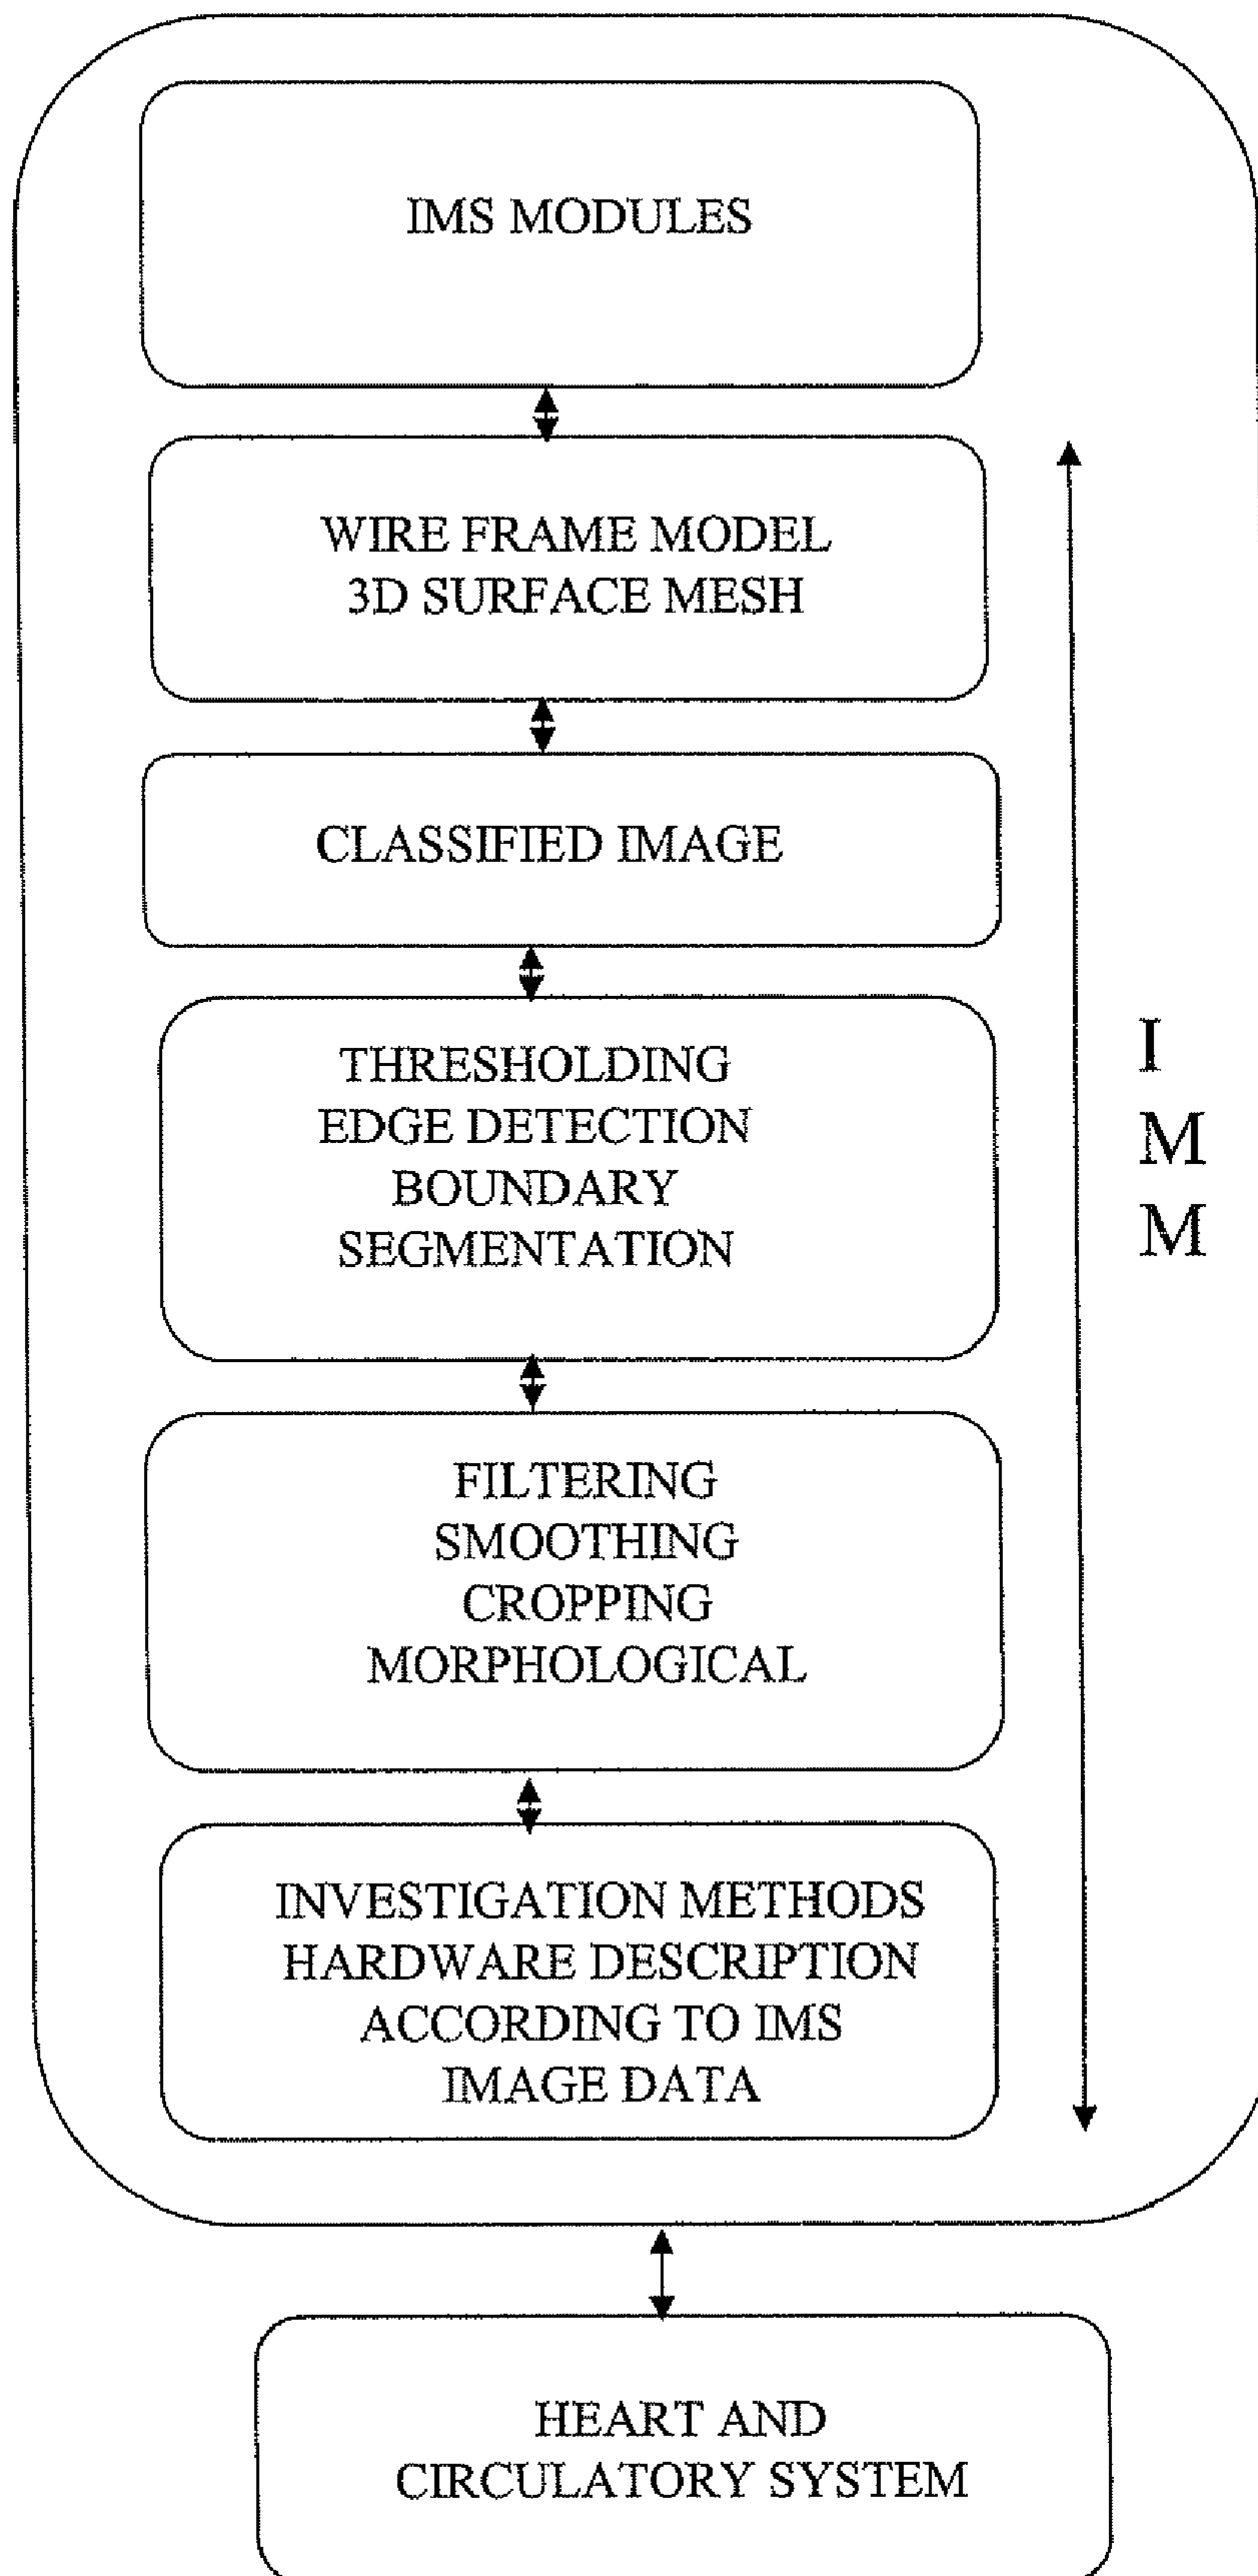 IMS MODULES
WIRE FRAME MODEL
3D SURFACE MESH
CLASSIFIED IMAGE
THRESHOLDING
EDGE DETECTION
BOUNDARY
SEGMENTATION
FILTERING
SMOOTHING
CROPPING
MORPHOLOGICAL
INVESTIGATION METHODS
HARDWARE DESCRIPTION
ACCORDING TO IMS
IMAGE DATA
I
M
M
HEART AND
CIRCULATORY SYSTEM